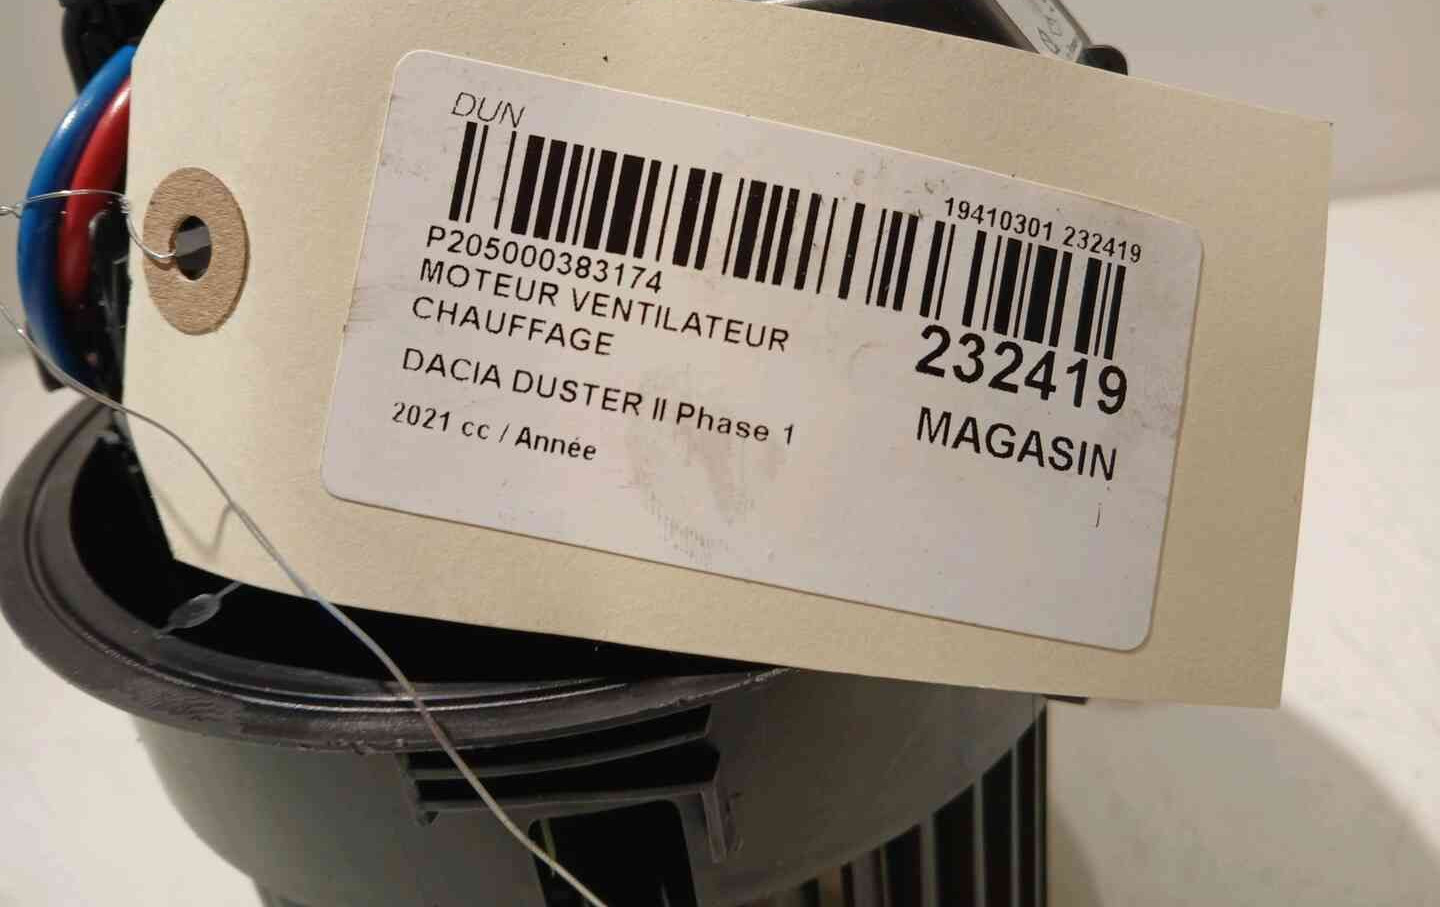 DUN
19410301 232419
P205000383174
MOTEUR VENTILATEUR
CHAUFFAGE
232419
DACIA DUSTER II Phase 1
MAGASIN
2021 cc / Année